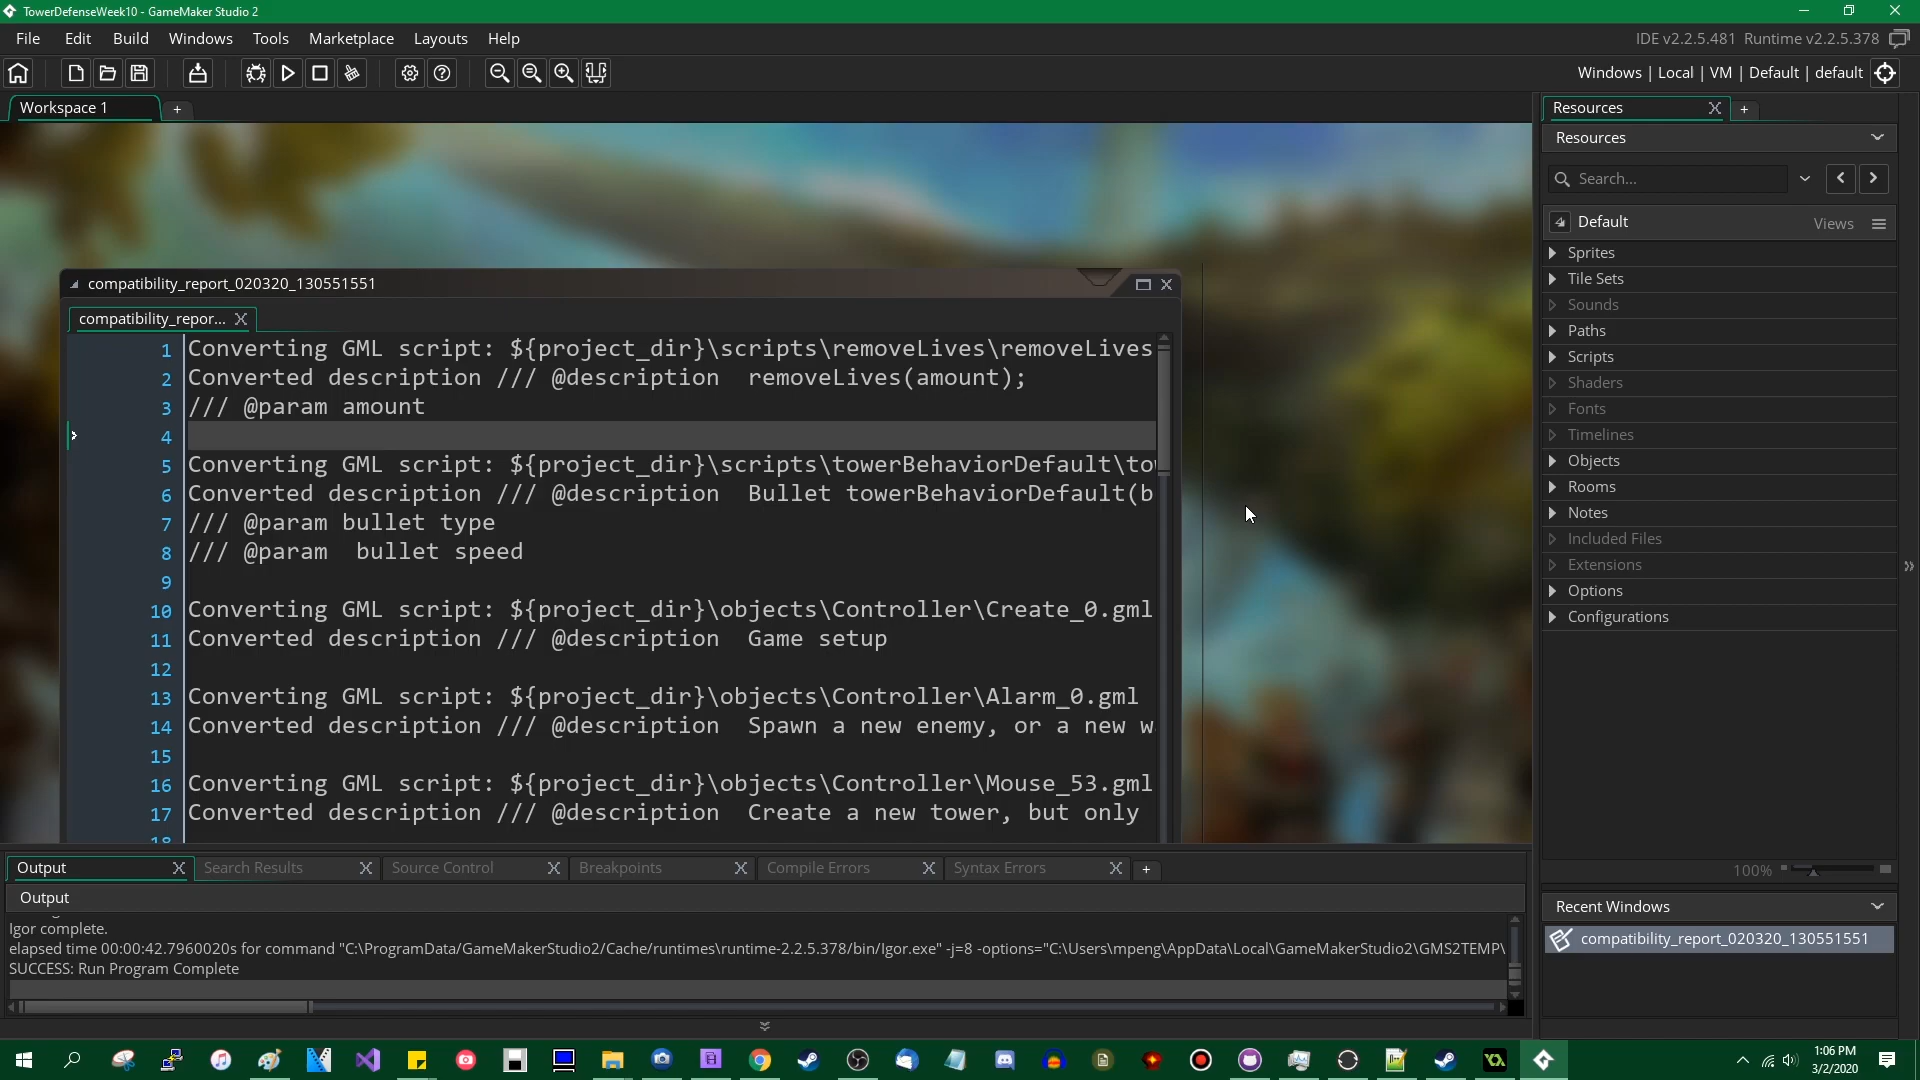 TowerDefenseWeek10 - GameMaker Studio 2
File Edit Build Windows Tools Marketplace Layouts Help
IDE v2.2.5.481 Runtime v2.2.5.378
Windows | Local | VM | Default | default
Workspace 1
Resources
Resources
Search...
Default Views
Sprites
Tile Sets
Sounds
Paths
Scripts
Shaders
Fonts
Timelines
Objects
Rooms
Notes
Included Files
Extensions
Options
Configurations
100%
Recent Windows
compatibility_report_020320_130551551
compatibility_report_020320_130551551
compatibility_repor...
1 Converting GML script: ${project_dir}\scripts\removeLives\removeLives
2 Converted description /// @description  removeLives(amount);
3 /// @param amount
4
5 Converting GML script: ${project_dir}\scripts\towerBehaviorDefault\to
6 Converted description /// @description  Bullet towerBehaviorDefault(b
7 /// @param bullet type
8 /// @param  bullet speed
9
10 Converting GML script: ${project_dir}\objects\Controller\Create_0.gml
11 Converted description /// @description  Game setup
12
13 Converting GML script: ${project_dir}\objects\Controller\Alarm_0.gml
14 Converted description /// @description  Spawn a new enemy, or a new w
15
16 Converting GML script: ${project_dir}\objects\Controller\Mouse_53.gml
17 Converted description /// @description  Create a new tower, but only
Output Search Results Source Control Breakpoints Compile Errors Syntax Errors
Output
Igor complete.
elapsed time 00:00:42.7960020s for command "C:\ProgramData/GameMakerStudio2/Cache/runtimes\runtime-2.2.5.378/bin/Igor.exe" -j=8 -options="C:\Users\mpeng\AppData\Local\GameMakerStudio2\GMS2TEMP\
SUCCESS: Run Program Complete
1:06 PM
3/2/2020